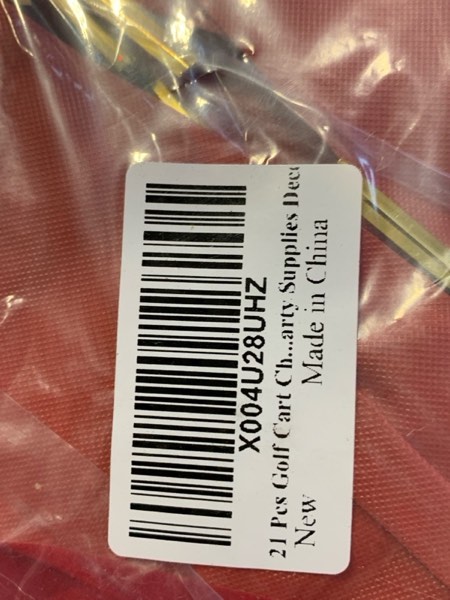 X004U28UHZ
21 Pcs Golf Cart Ch...arty Supplies Deco
New
Made in China